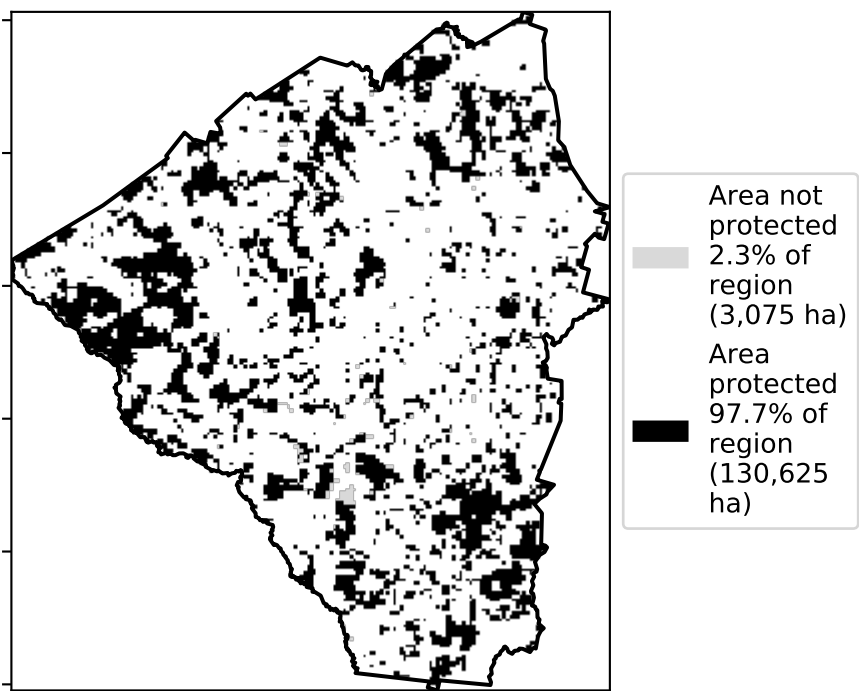 Area not
protected
2.3% of
region
(3,075 ha)
Area
protected
97.7% of
region
(130,625
ha)